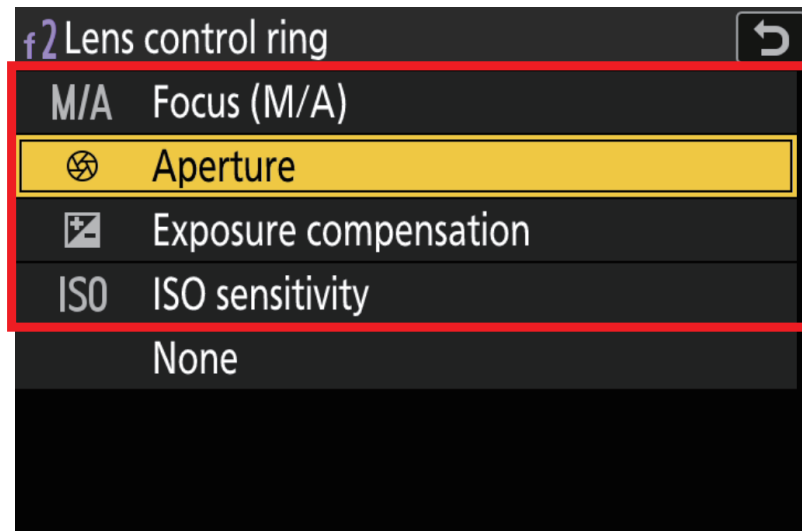 f2 Lens control ring
M/A Focus (M/A)
Aperture
Exposure compensation
ISO ISO sensitivity
None